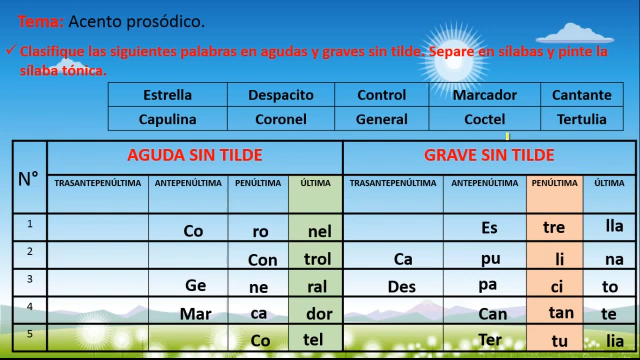 Tema: Acento prosódico.
✓ Clasifique las siguientes palabras en agudas y graves sin tilde. Separe en sílabas y pinte la
sílaba tónica.
Estrella Despacito Control Marcador Cantante
Capulina Coronel General Coctel Tertulia
N° AGUDA SIN TILDE GRAVE SIN TILDE
TRASANTEPENÚLTIMA ANTEPENÚLTIMA PENÚLTIMA ÚLTIMA TRASANTEPENÚLTIMA ANTEPENÚLTIMA PENÚLTIMA ÚLTIMA
1 Co ro nel Es tre lla
2 Con trol Ca pu li na
3 Ge ne ral Des pa ci to
4 Mar ca dor Can tan te
5 Co tel Ter tu lia